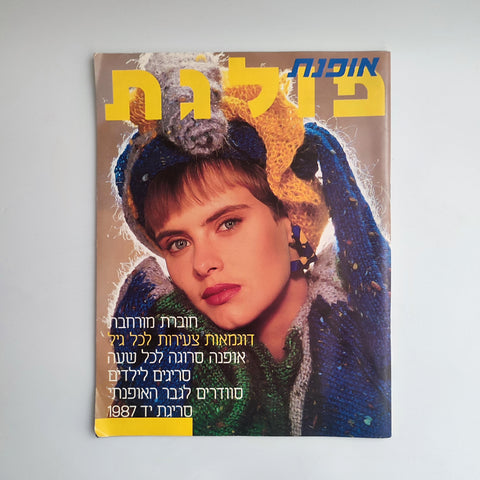 אופנת
פולגת
חוברת מורחבת
דוגמאות צעירות לכל גיל
אופנה סרוגה לכל שעה
סריגים לילדים
סוודרים לגבר האופנתי
סריגת יד 1987